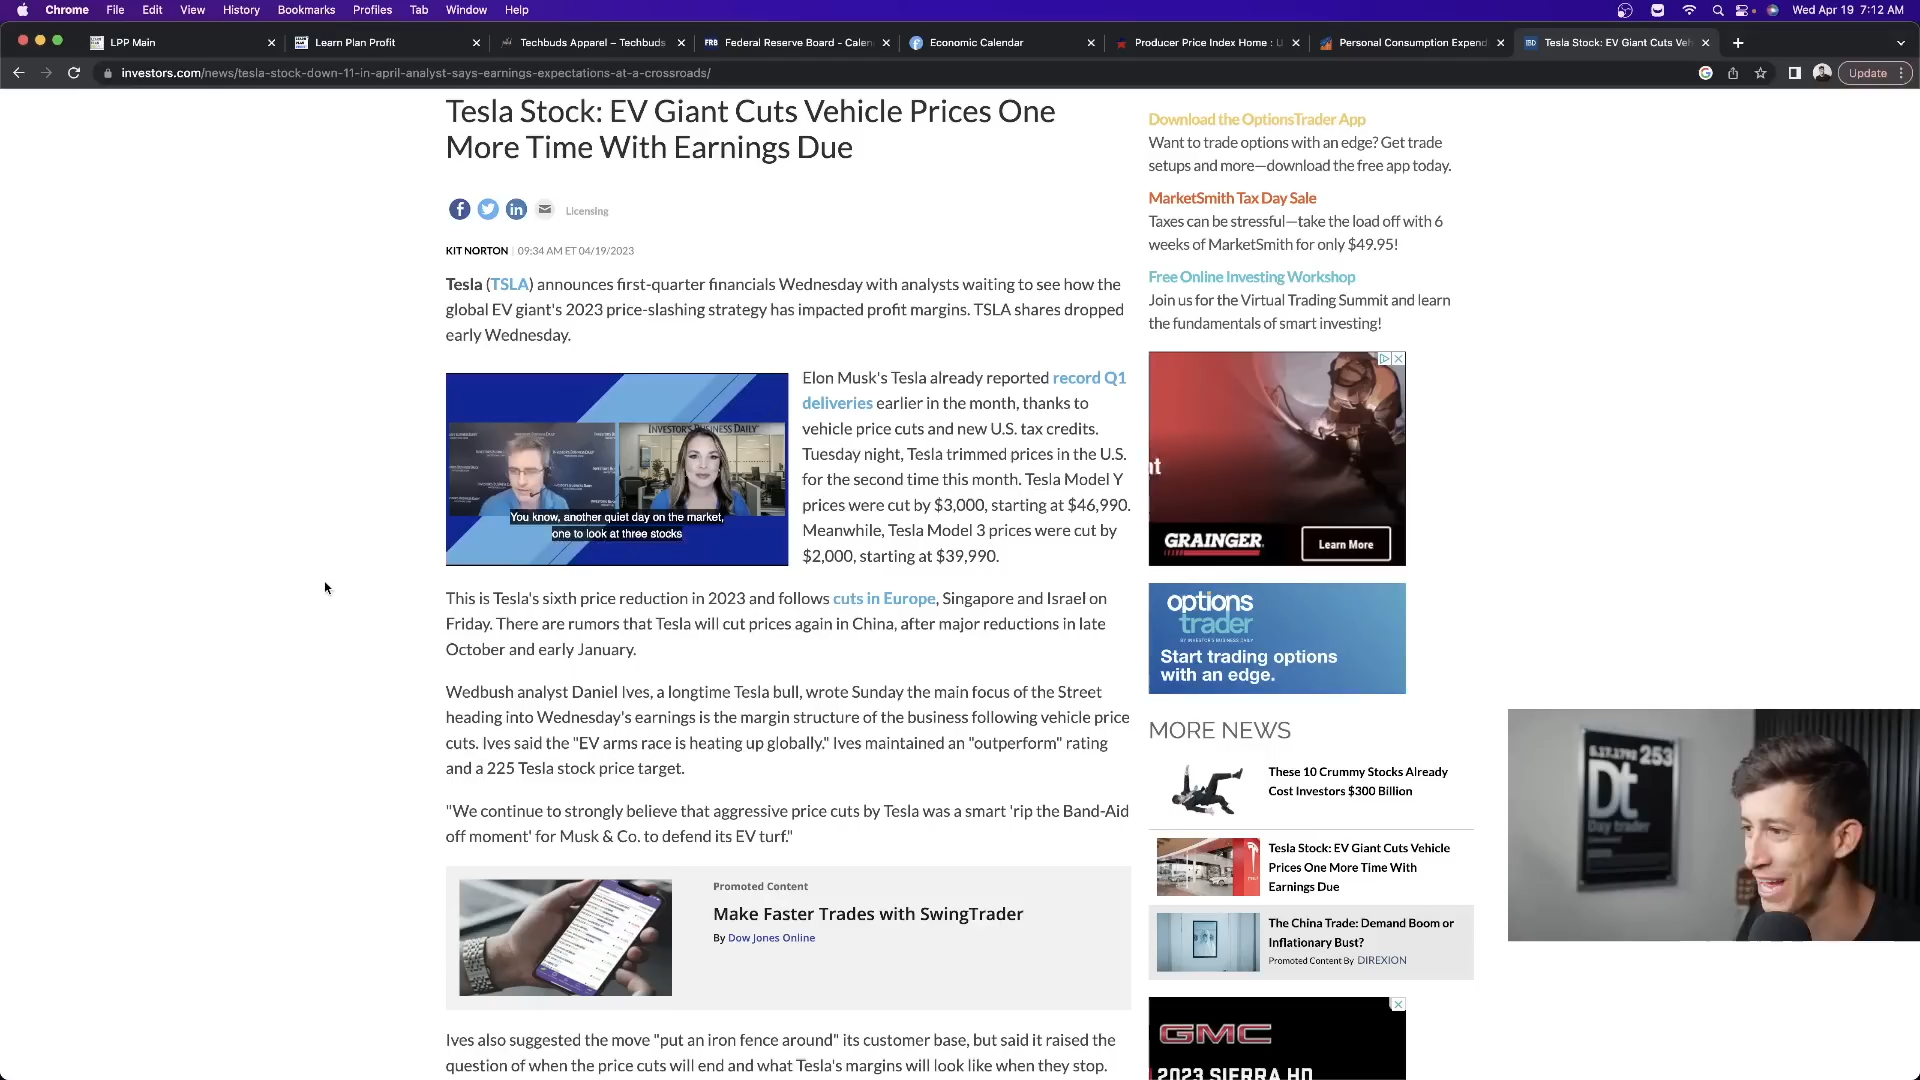 Chrome File Edit View History Bookmarks Profiles Tab Window Help
Wed Apr 19 7:12 AM
LPP Main
Learn Plan Profit
Techbuds Apparel – Techbuds
FRB Federal Reserve Board - Calen
Economic Calendar
Producer Price Index Home : U
Personal Consumption Expend
IBD Tesla Stock: EV Giant Cuts Veh
investors.com/news/tesla-stock-down-11-in-april-analyst-says-earnings-expectations-at-a-crossroads/
Update
Tesla Stock: EV Giant Cuts Vehicle Prices One
More Time With Earnings Due
Licensing
KIT NORTON | 09:34 AM ET 04/19/2023
Tesla (TSLA) announces first-quarter financials Wednesday with analysts waiting to see how the
global EV giant's 2023 price-slashing strategy has impacted profit margins. TSLA shares dropped
early Wednesday.
INVESTOR'S BUSINESS DAILY
You know, another quiet day on the market,
one to look at three stocks
Elon Musk's Tesla already reported record Q1
deliveries earlier in the month, thanks to
vehicle price cuts and new U.S. tax credits.
Tuesday night, Tesla trimmed prices in the U.S.
for the second time this month. Tesla Model Y
prices were cut by $3,000, starting at $46,990.
Meanwhile, Tesla Model 3 prices were cut by
$2,000, starting at $39,990.
This is Tesla's sixth price reduction in 2023 and follows cuts in Europe, Singapore and Israel on
Friday. There are rumors that Tesla will cut prices again in China, after major reductions in late
October and early January.
Wedbush analyst Daniel Ives, a longtime Tesla bull, wrote Sunday the main focus of the Street
heading into Wednesday's earnings is the margin structure of the business following vehicle price
cuts. Ives said the "EV arms race is heating up globally." Ives maintained an "outperform" rating
and a 225 Tesla stock price target.
"We continue to strongly believe that aggressive price cuts by Tesla was a smart 'rip the Band-Aid
off moment' for Musk & Co. to defend its EV turf."
Promoted Content
Make Faster Trades with SwingTrader
By Dow Jones Online
Ives also suggested the move "put an iron fence around" its customer base, but said it raised the
question of when the price cuts will end and what Tesla's margins will look like when they stop.
Download the OptionsTrader App
Want to trade options with an edge? Get trade
setups and more—download the free app today.
MarketSmith Tax Day Sale
Taxes can be stressful—take the load off with 6
weeks of MarketSmith for only $49.95!
Free Online Investing Workshop
Join us for the Virtual Trading Summit and learn
the fundamentals of smart investing!
nt
GRAINGER
Learn More
options
trader
BY INVESTOR'S BUSINESS DAILY
Start trading options
with an edge.
MORE NEWS
These 10 Crummy Stocks Already
Cost Investors $300 Billion
Tesla Stock: EV Giant Cuts Vehicle
Prices One More Time With
Earnings Due
The China Trade: Demand Boom or
Inflationary Bust?
Promoted Content By DIREXION
GMC
2023 SIERRA HD
5.17.1792 253
Dt
Day trader